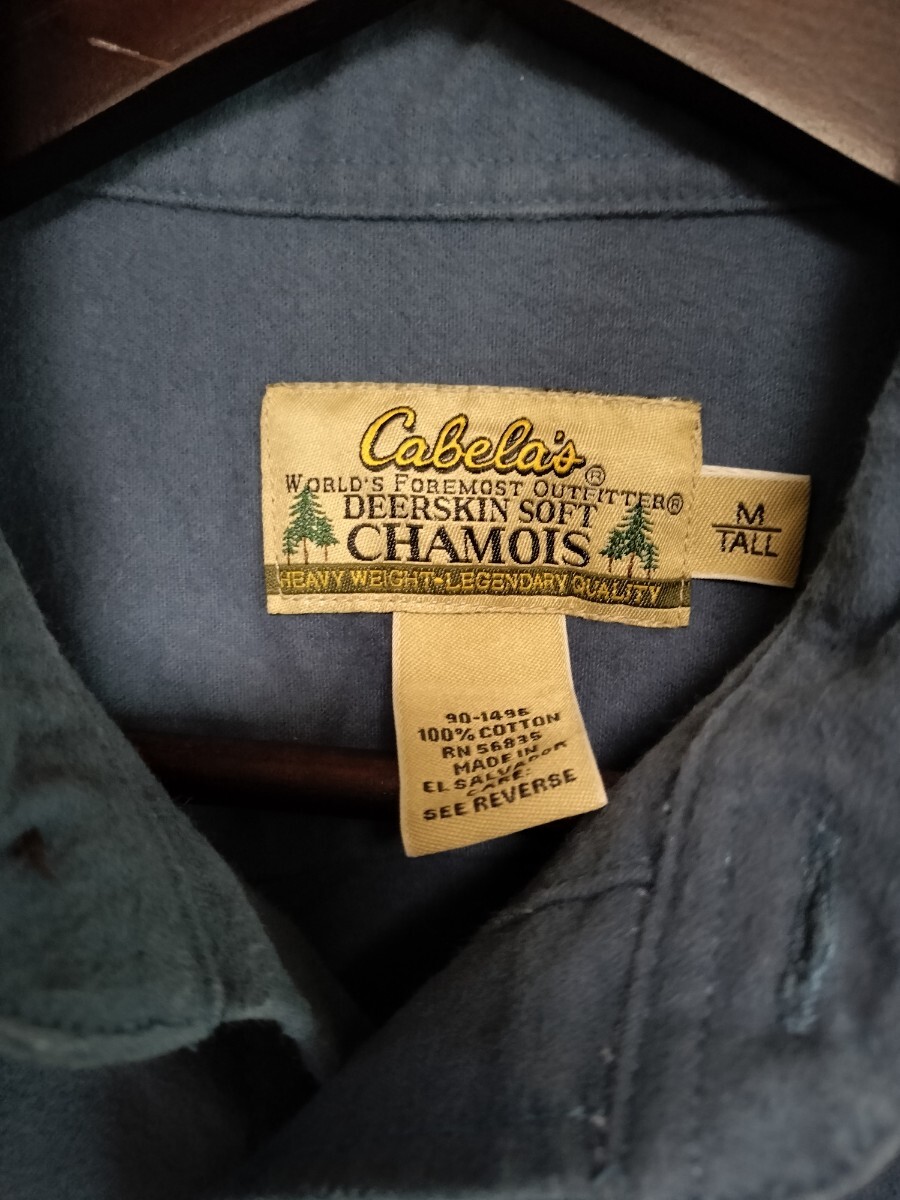 Cabela's®
WORLD'S FOREMOST OUTFITTER®
DEERSKIN SOFT
CHAMOIS
HEAVY WEIGHT•LEGENDARY QUALITY
M
TALL
90-1496
100% COTTON
RN 56835
MADE IN
EL SALVADOR
CARE:
SEE REVERSE